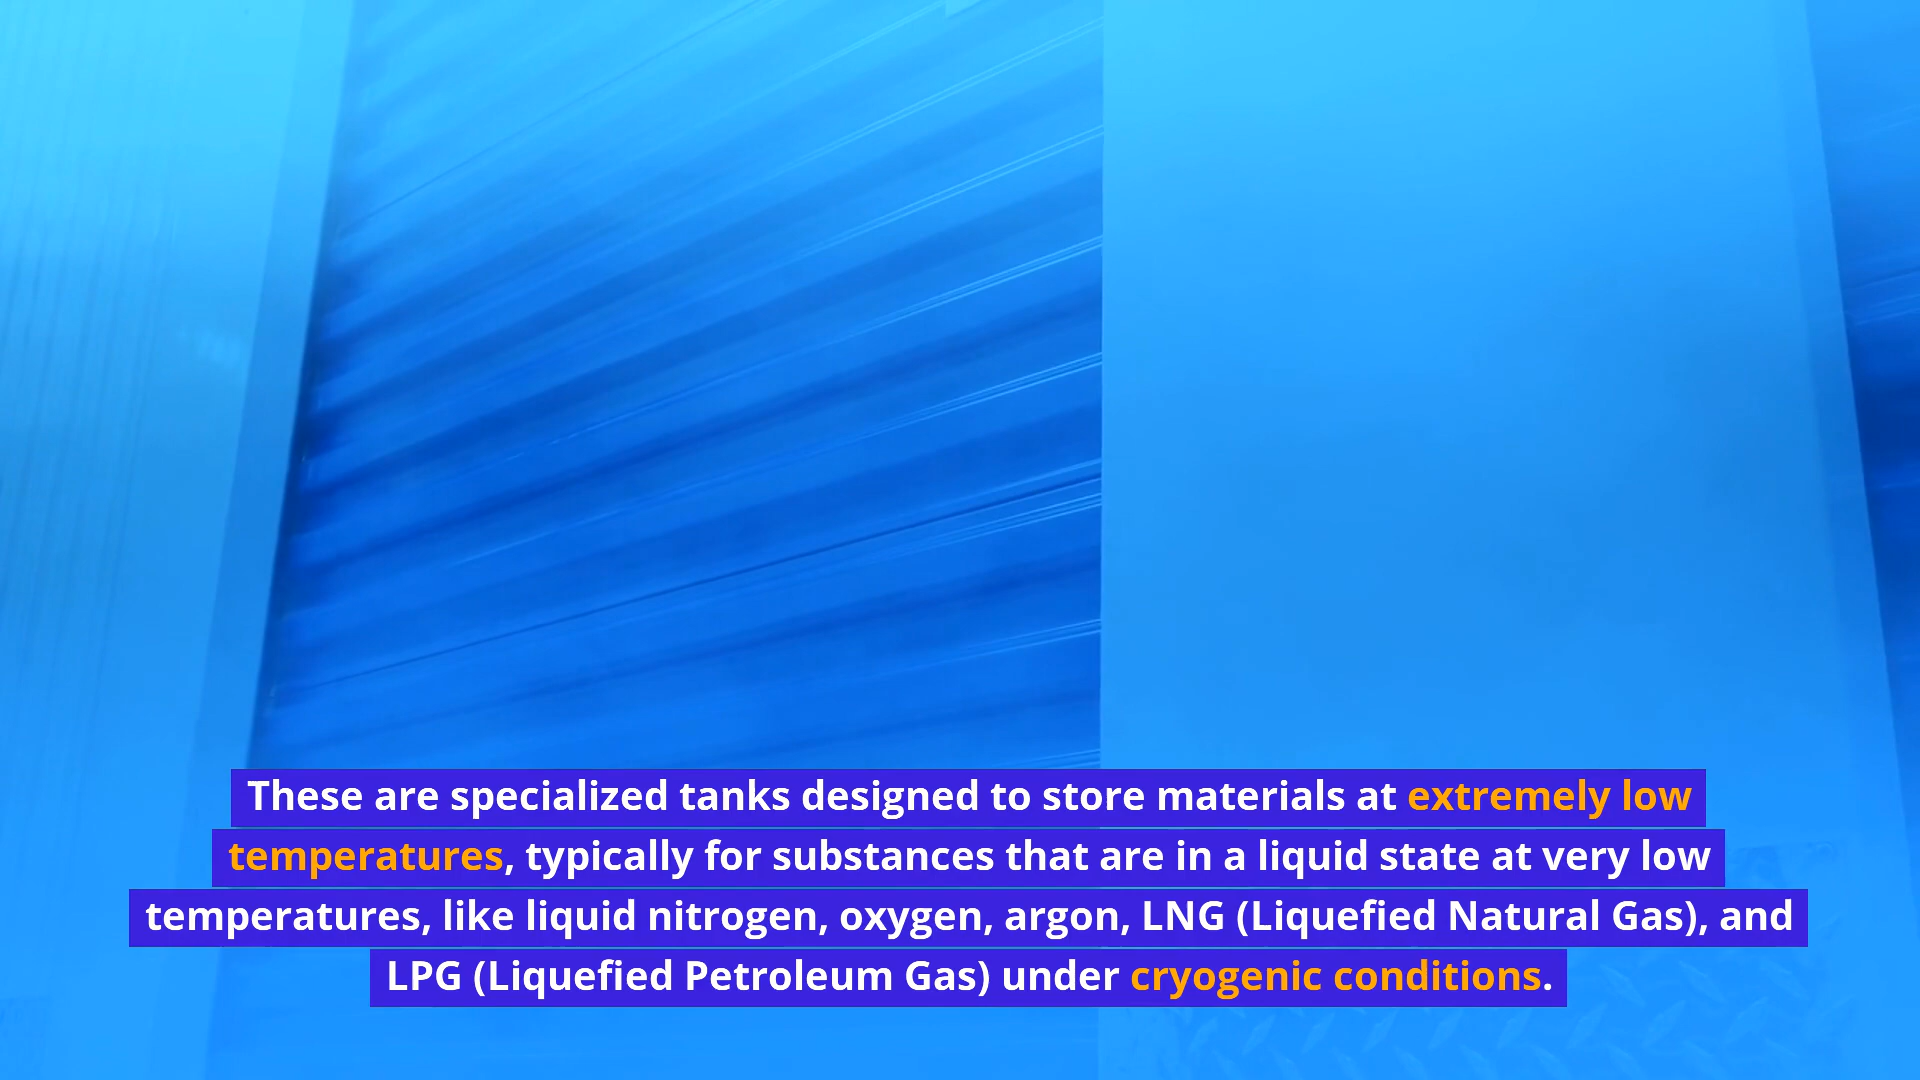 These are specialized tanks designed to store materials at extremely low
temperatures, typically for substances that are in a liquid state at very low
temperatures, like liquid nitrogen, oxygen, argon, LNG (Liquefied Natural Gas), and
LPG (Liquefied Petroleum Gas) under cryogenic conditions.